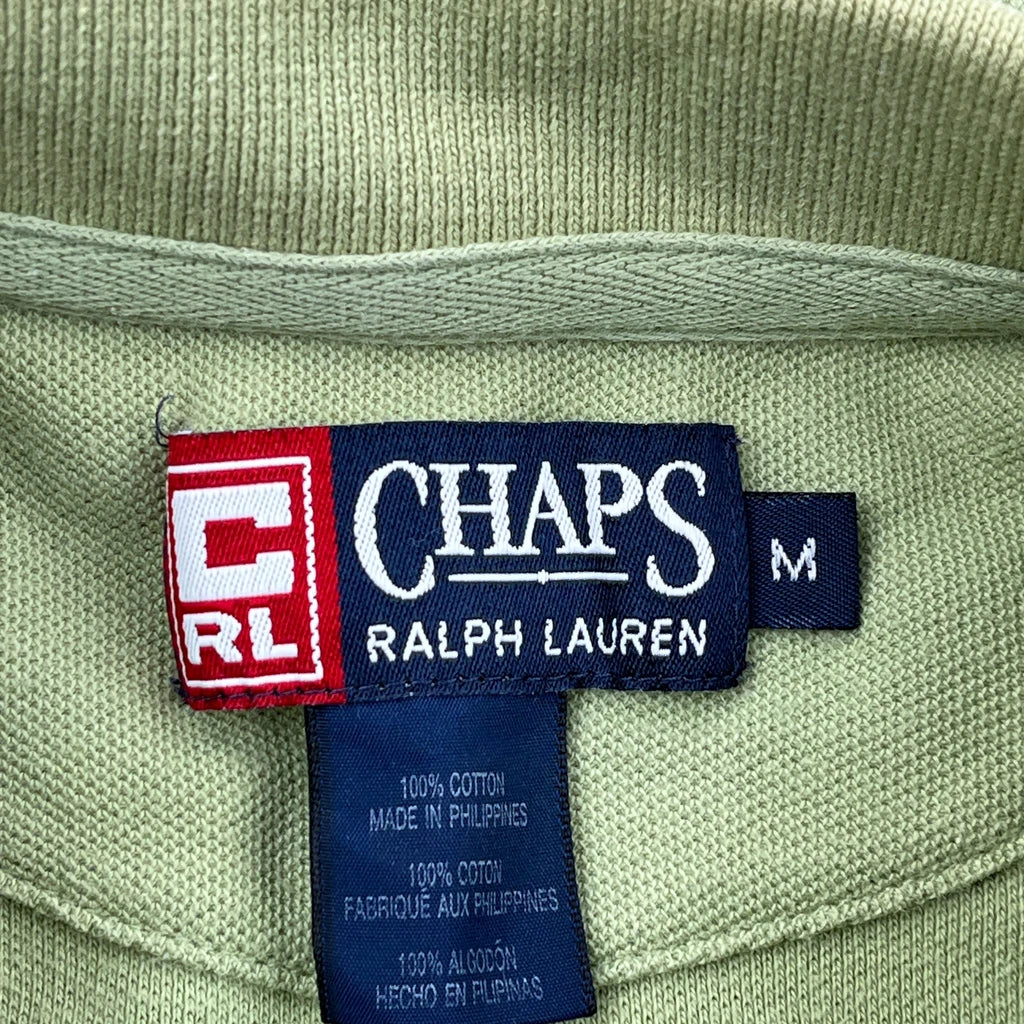 C
RL
CHAPS
RALPH LAUREN
M
100% COTTON
MADE IN PHILIPPINES
100% COTON
FABRIQUÉ AUX PHILIPPINES
100% ALGODÓN
HECHO EN FILIPINAS